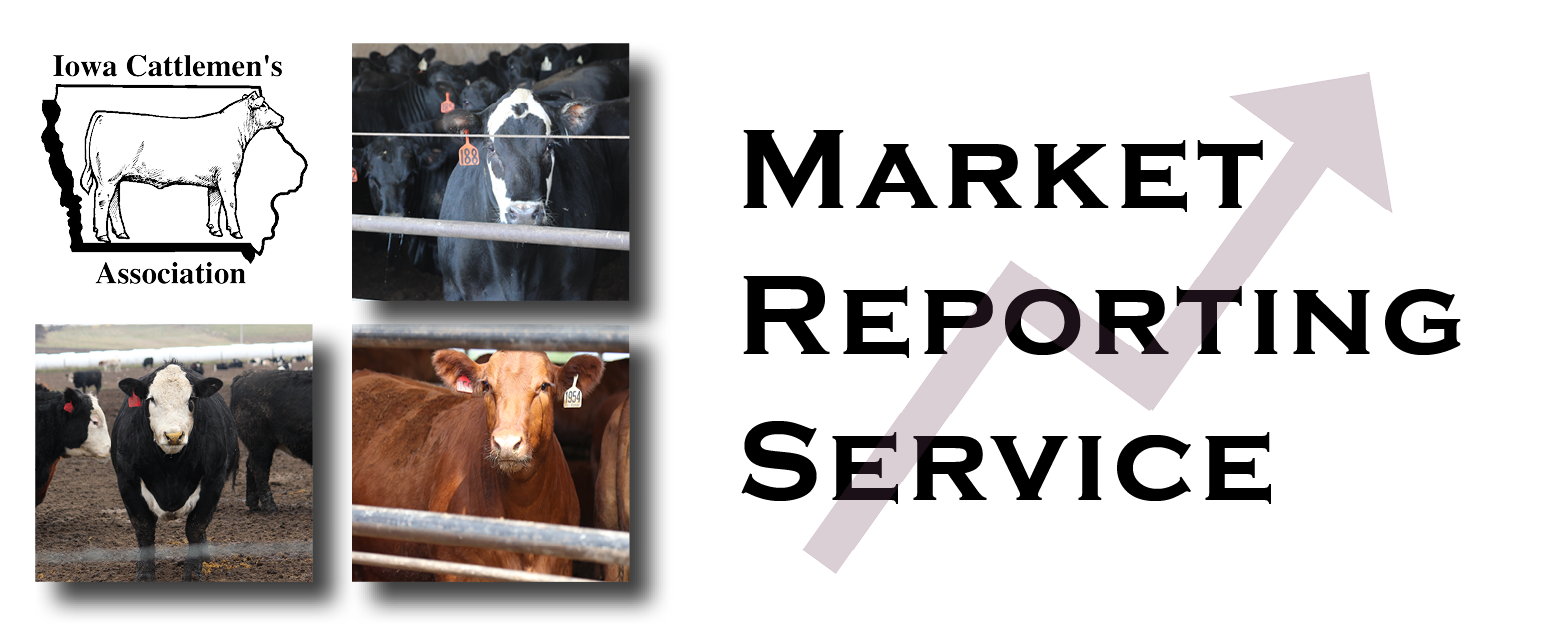 Iowa Cattlemen's
Association
188
1954
MARKET
REPORTING
SERVICE